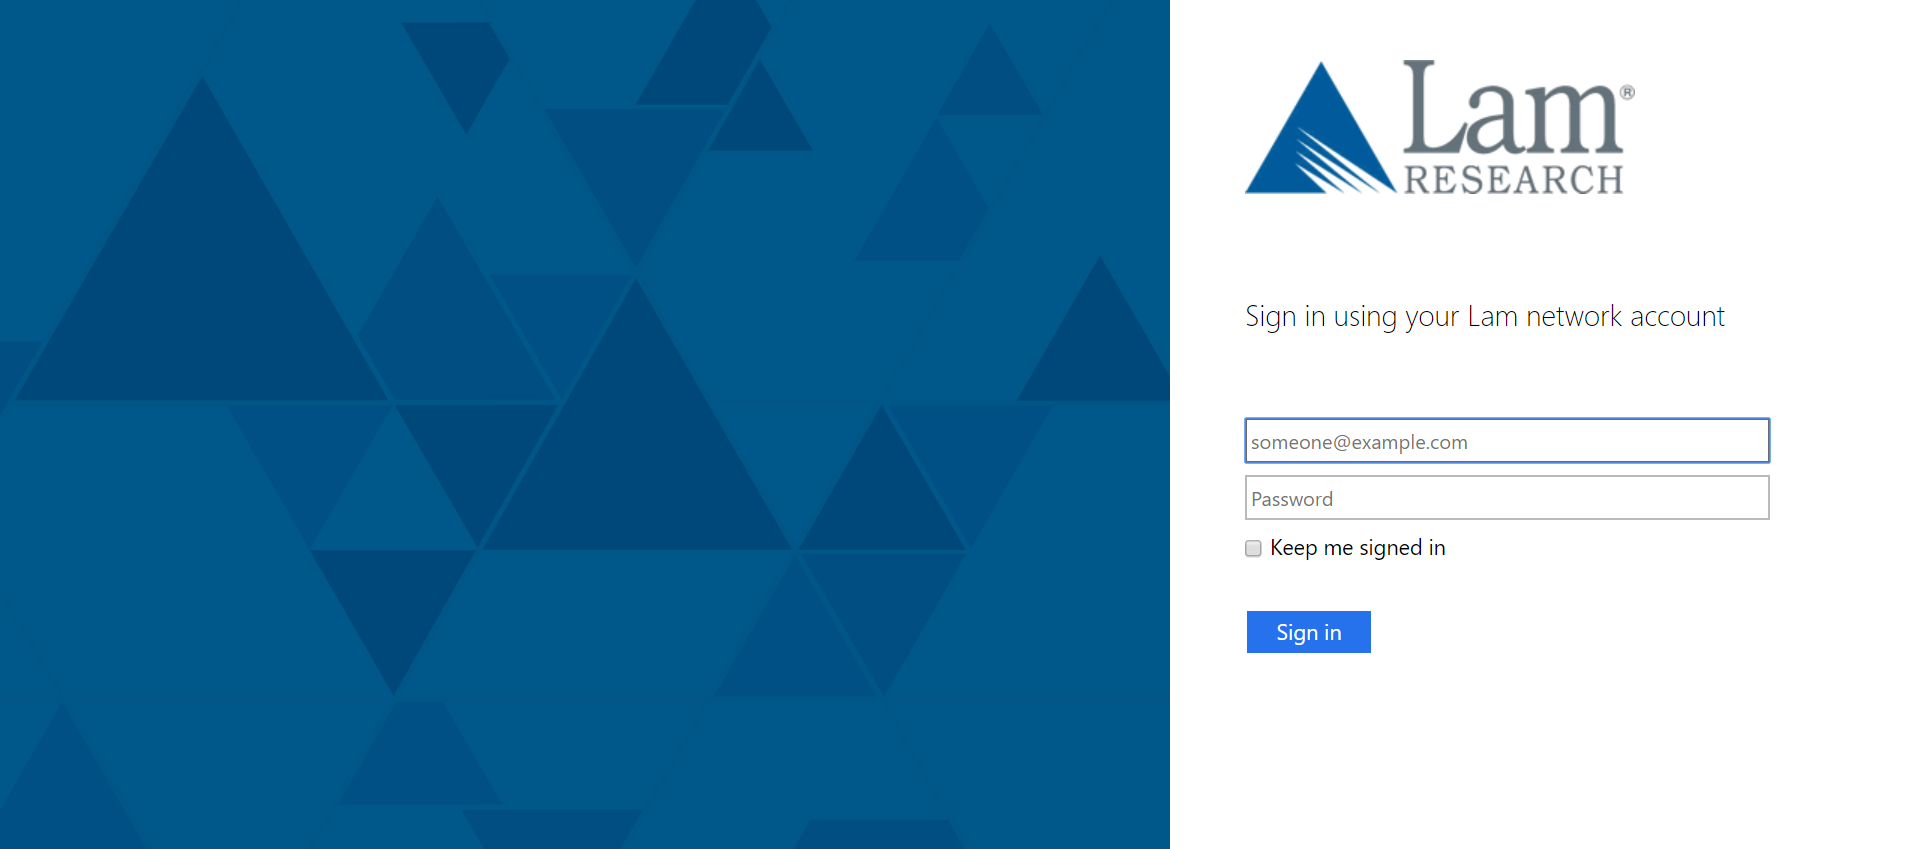 Lam®
RESEARCH
Sign in using your Lam network account
someone@example.com
Password
Keep me signed in
Sign in